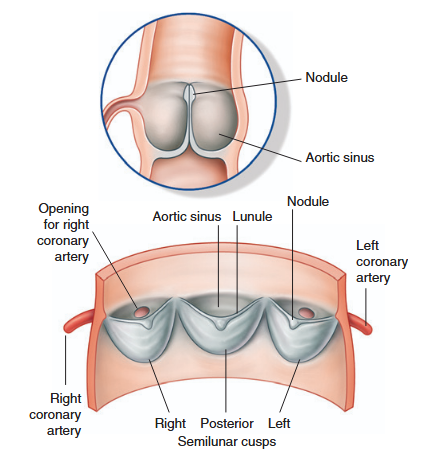 Nodule
Aortic sinus
Nodule
Opening
for right
coronary
artery
Aortic sinus
Lunule
Left
coronary
artery
Right
coronary
artery
Right
Posterior
Left
Semilunar cusps